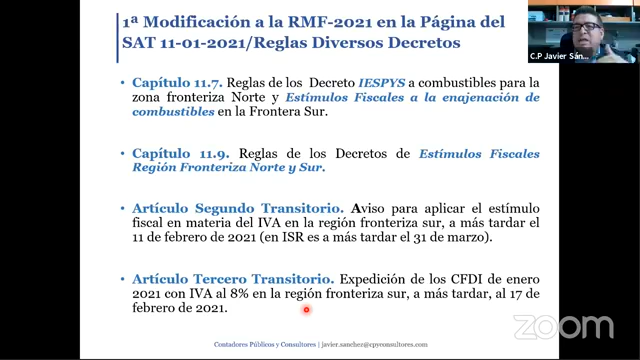 1ª Modificación a la RMF-2021 en la Página del
SAT 11-01-2021/Reglas Diversos Decretos
• Capítulo 11.7. Reglas de los Decreto IESPYS a combustibles para la
zona fronteriza Norte y Estímulos Fiscales a la enajenación de
combustibles en la Frontera Sur.
• Capítulo 11.9. Reglas de los Decretos de Estímulos Fiscales
Región Fronteriza Norte y Sur.
• Artículo Segundo Transitorio. Aviso para aplicar el estímulo
fiscal en materia del IVA en la región fronteriza sur, a más tardar el
11 de febrero de 2021 (en ISR es a más tardar el 31 de marzo).
• Artículo Tercero Transitorio. Expedición de los CFDI de enero
2021 con IVA al 8% en la región fronteriza sur, a más tardar, al 17 de
febrero de 2021.
Contadores Públicos y Consultores | javier.sanchez@cpyconsultores.com
C.P Javier Sán...
zoom